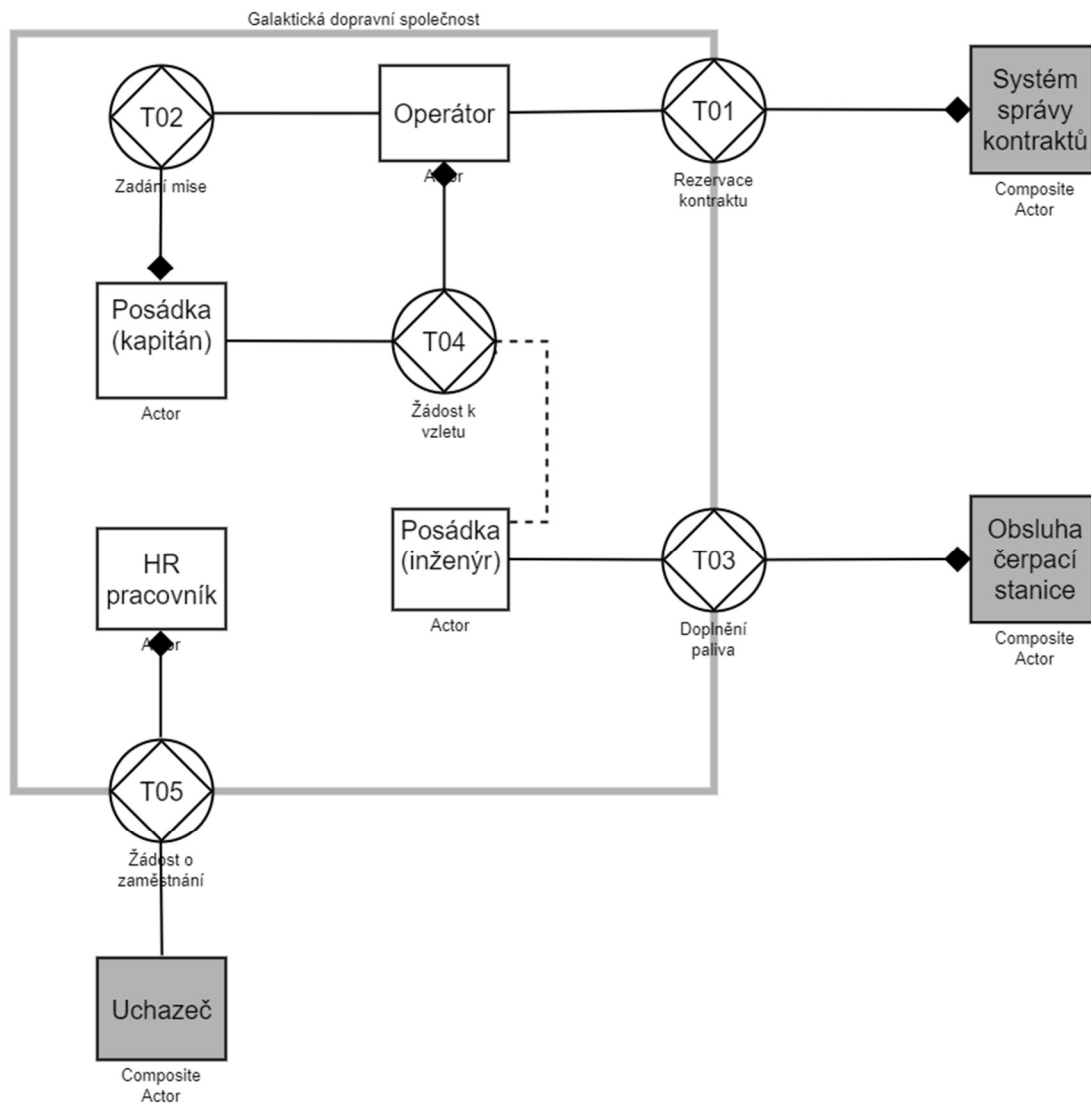 Galaktická dopravní společnost
T02
Zadání mise
Operátor
Actor
T01
Rezervace
kontraktu
Systém
správy
kontraktů
Composite
Actor
Posádka
(kapitán)
Actor
T04
Žádost k
vzletu
HR
pracovník
Actor
Posádka
(inženýr)
Actor
T03
Doplnění
paliva
Obsluha
čerpací
stanice
Composite
Actor
T05
Žádost o
zaměstnání
Uchazeč
Composite
Actor